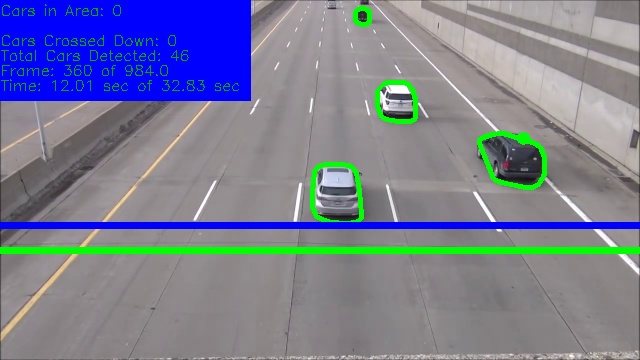 Cars in Area: 0
Cars Crossed Down: 0
Total Cars Detected: 46
Frame: 360 of 984.0
Time: 12.01 sec of 32.83 sec